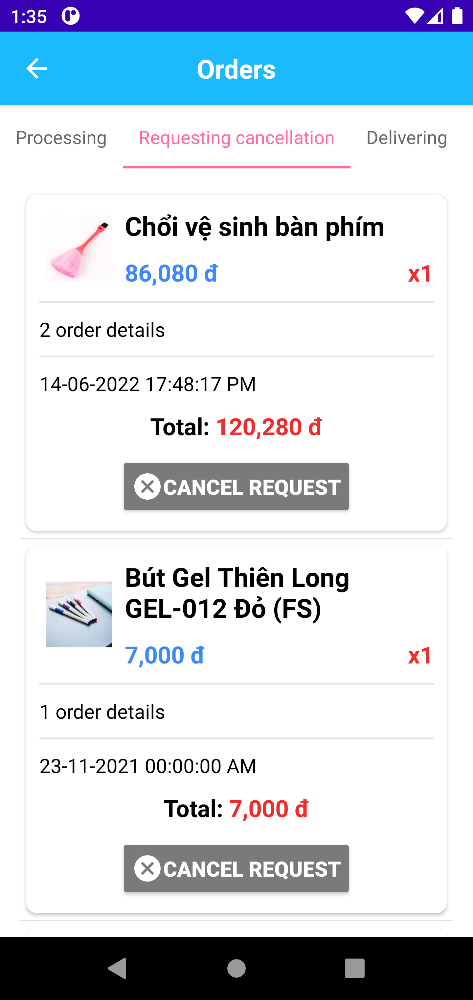 1:35
Orders
Processing
Requesting cancellation
Delivering
Chổi vệ sinh bàn phím
86,080 đ
x1
2 order details
14-06-2022 17:48:17 PM
Total: 120,280 đ
CANCEL REQUEST
Bút Gel Thiên Long
GEL-012 Đỏ (FS)
7,000 đ
x1
1 order details
23-11-2021 00:00:00 AM
Total: 7,000 đ
CANCEL REQUEST